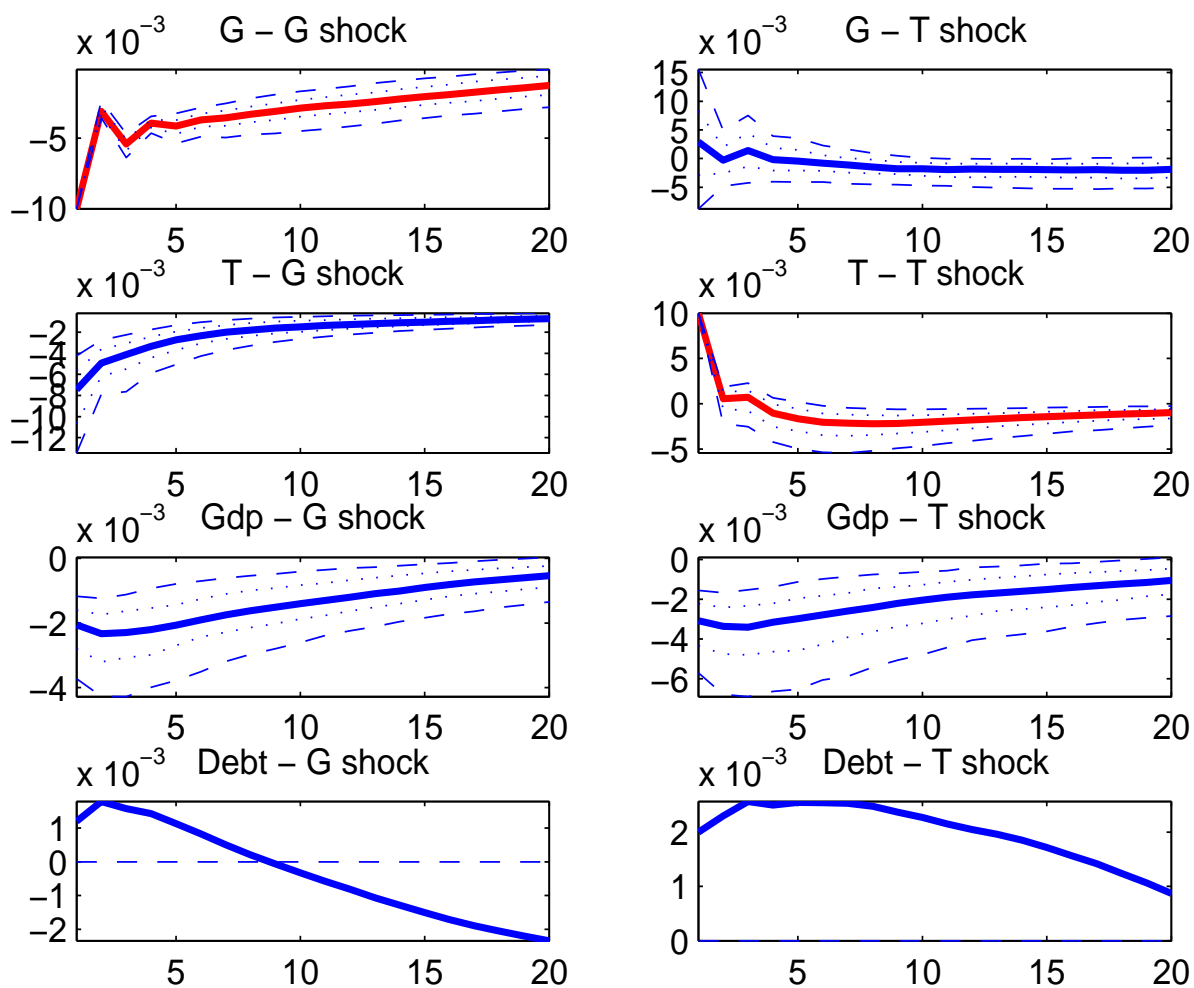 x 10−3 G − G shock
−5
−10
5 10 15 20
x 10−3 G − T shock
15
10
5
0
−5
5 10 15 20
x 10−3 T − G shock
−2
−4
−6
−8
−10
−12
5 10 15 20
x 10−3 T − T shock
10
5
0
−5
5 10 15 20
x 10−3 Gdp − G shock
0
−2
−4
5 10 15 20
x 10−3 Gdp − T shock
0
−2
−4
−6
5 10 15 20
x 10−3 Debt − G shock
1
0
−1
−2
5 10 15 20
x 10−3 Debt − T shock
2
1
0
5 10 15 20